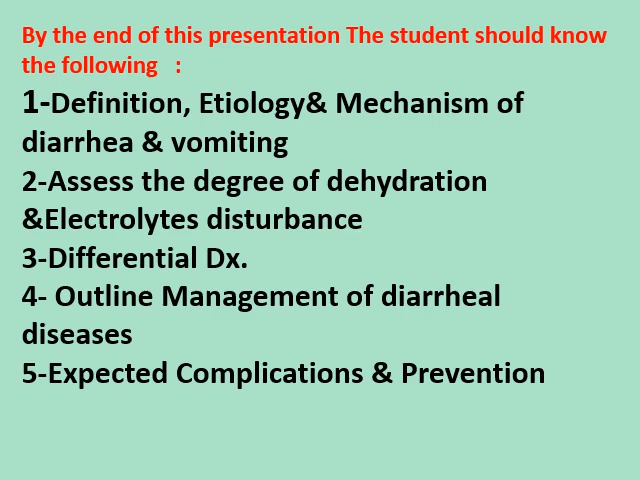 By the end of this presentation The student should know
the following :
1-Definition, Etiology& Mechanism of
diarrhea & vomiting
2-Assess the degree of dehydration
&Electrolytes disturbance
3-Differential Dx.
4- Outline Management of diarrheal
diseases
5-Expected Complications & Prevention